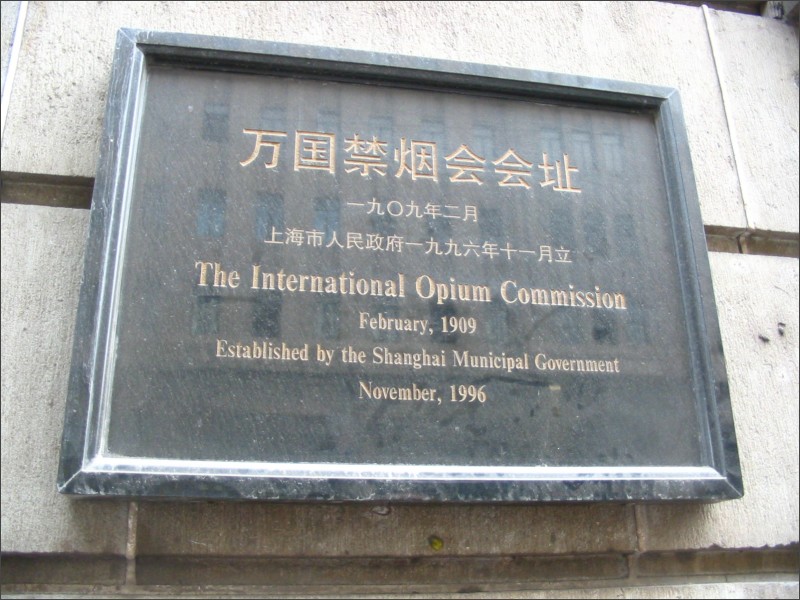 万国禁烟会会址
一九〇九年二月
上海市人民政府一九九六年十一月立
The International Opium Commission
February, 1909
Established by the Shanghai Municipal Government
November, 1996